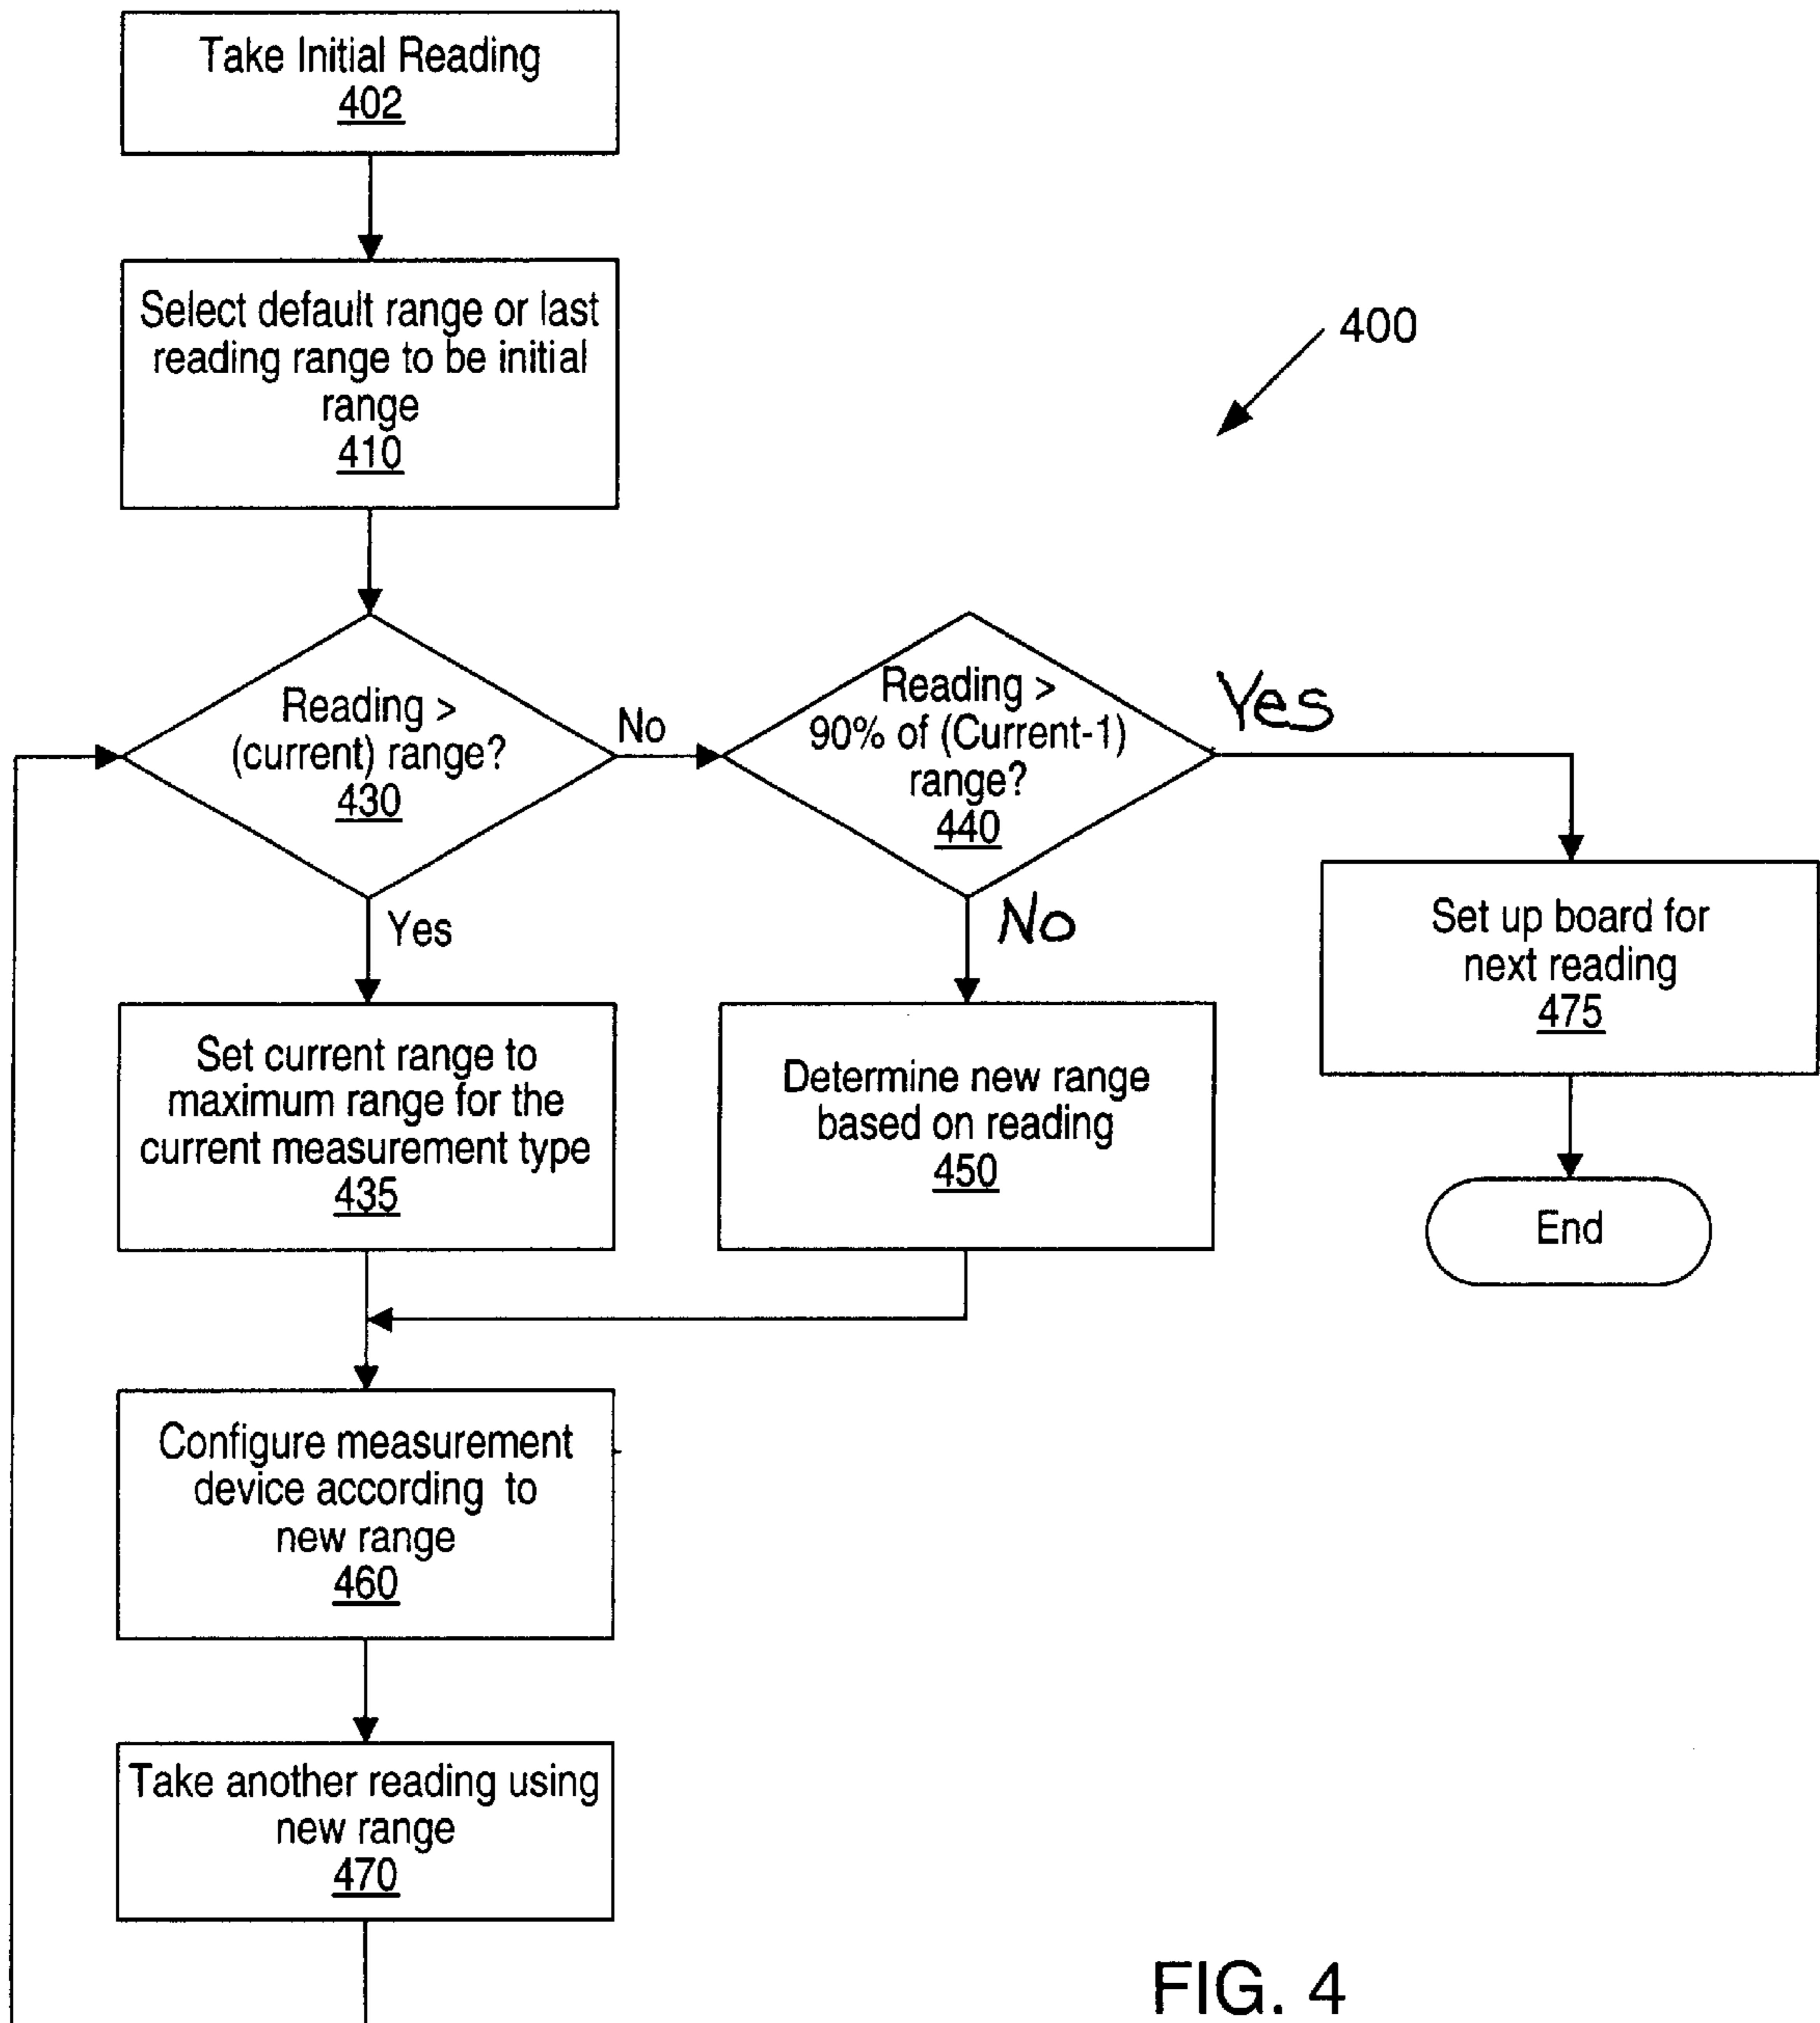 Take Initial Reading
402
Select default range or last
reading range to be initial
range
410
400
Reading >
(current) range?
430
No
Reading >
90% of (Current-1)
range?
440
Yes
Yes
No
Set current range to
maximum range for the
current measurement type
435
Determine new range
based on reading
450
Set up board for
next reading
475
End
Configure measurement
device according to
new range
460
Take another reading using
new range
470
FIG. 4